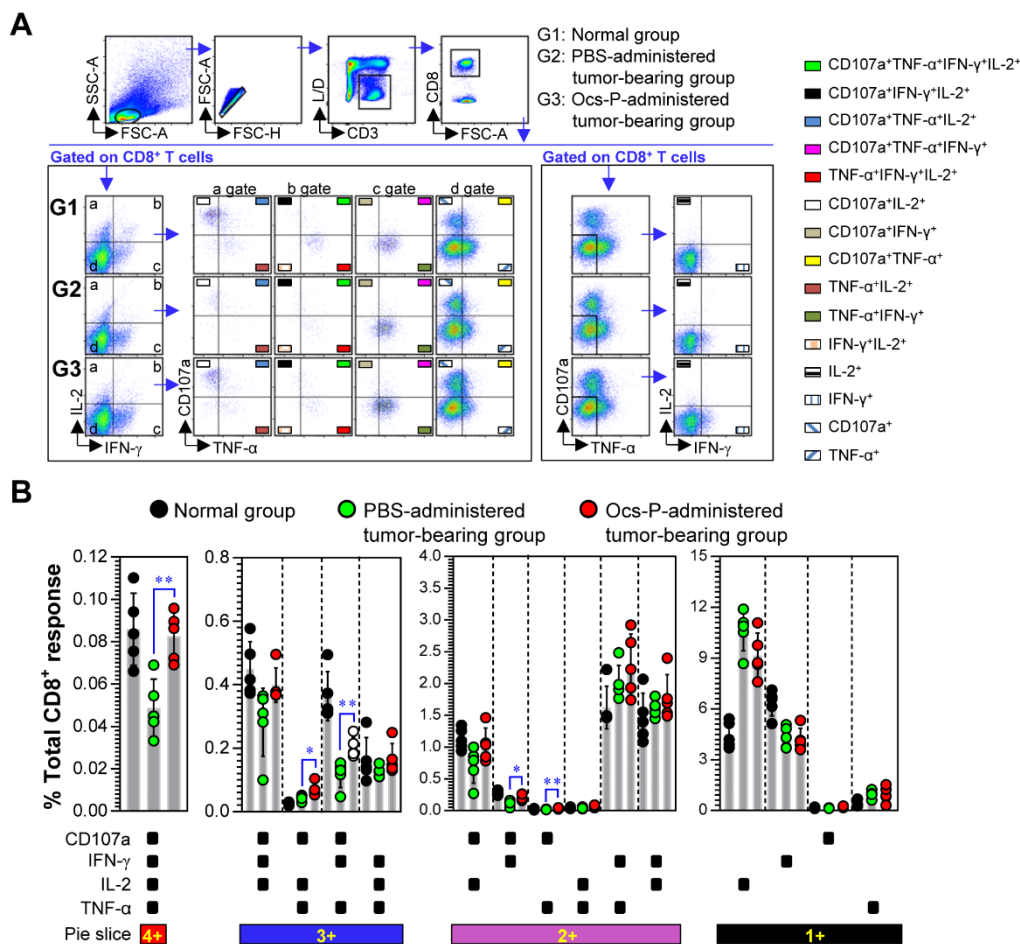 A
SSC-A
FSC-A
FSC-A
FSC-H
L/D
CD3
CD8
FSC-A
G1: Normal group
G2: PBS-administered
tumor-bearing group
G3: Ocs-P-administered
tumor-bearing group
CD107a⁺TNF-α⁺IFN-γ⁺IL-2⁺
CD107a⁺IFN-γ⁺IL-2⁺
CD107a⁺TNF-α⁺IL-2⁺
CD107a⁺TNF-α⁺IFN-γ⁺
TNF-α⁺IFN-γ⁺IL-2⁺
CD107a⁺IL-2⁺
CD107a⁺IFN-γ⁺
CD107a⁺TNF-α⁺
TNF-α⁺IL-2⁺
TNF-α⁺IFN-γ⁺
IFN-γ⁺IL-2⁺
IL-2⁺
IFN-γ⁺
CD107a⁺
TNF-α⁺
Gated on CD8⁺ T cells
Gated on CD8⁺ T cells
a gate b gate c gate d gate
G1
a b
d c
G2
a b
d c
G3
a b
d c
IL-2
IFN-γ
CD107a
TNF-α
CD107a
TNF-α
IL-2
IFN-γ
B
Normal group
PBS-administered
tumor-bearing group
Ocs-P-administered
tumor-bearing group
% Total CD8⁺ response
0.12
0.10
0.08
0.06
0.04
0.02
0.00
**
0.8
0.6
0.4
0.2
0.0
*
**
4.0
3.5
3.0
2.5
2.0
1.5
1.0
0.5
0.0
*
**
15
12
9
6
3
0
CD107a
IFN-γ
IL-2
TNF-α
Pie slice 4+ 3+ 2+ 1+